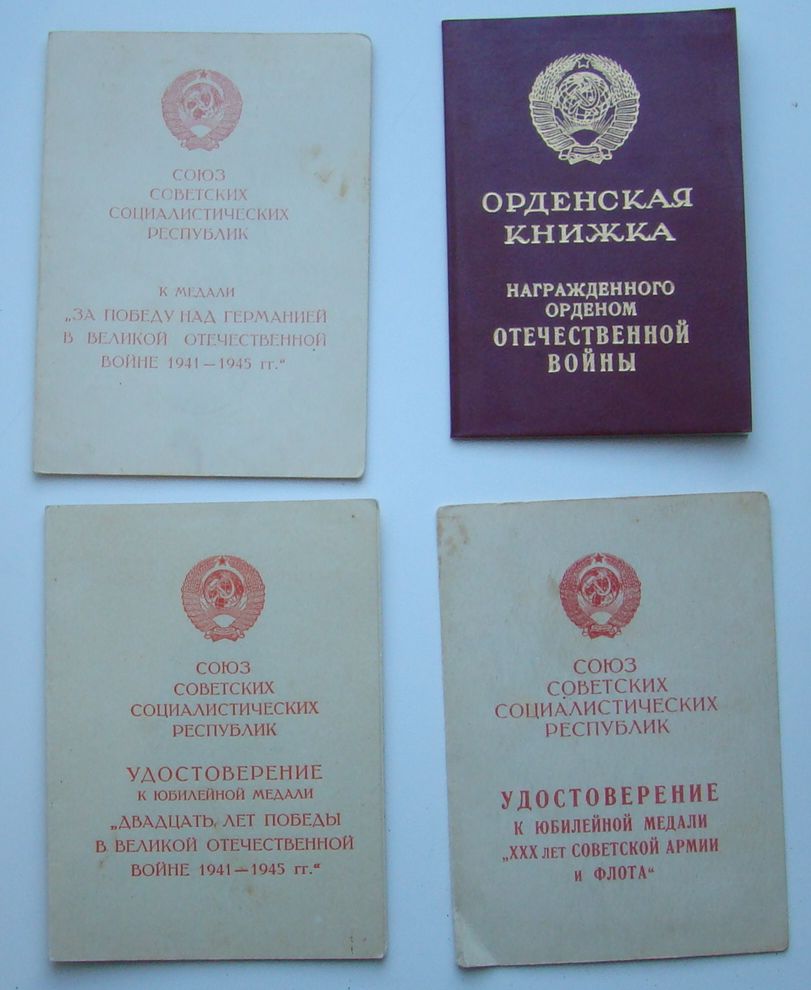 СОЮЗ
СОВЕТСКИХ
СОЦИАЛИСТИЧЕСКИХ
РЕСПУБЛИК
К МЕДАЛИ
„ЗА ПОБЕДУ НАД ГЕРМАНИЕЙ
В ВЕЛИКОЙ ОТЕЧЕСТВЕННОЙ
ВОЙНЕ 1941—1945 гг.“
ОРДЕНСКАЯ
КНИЖКА
НАГРАЖДЕННОГО
ОРДЕНОМ
ОТЕЧЕСТВЕННОЙ
ВОЙНЫ
СОЮЗ
СОВЕТСКИХ
СОЦИАЛИСТИЧЕСКИХ
РЕСПУБЛИК
УДОСТОВЕРЕНИЕ
К ЮБИЛЕЙНОЙ МЕДАЛИ
„ДВАДЦАТЬ ЛЕТ ПОБЕДЫ
В ВЕЛИКОЙ ОТЕЧЕСТВЕННОЙ
ВОЙНЕ 1941—1945 гг.“
СОЮЗ
СОВЕТСКИХ
СОЦИАЛИСТИЧЕСКИХ
РЕСПУБЛИК
УДОСТОВЕРЕНИЕ
К ЮБИЛЕЙНОЙ МЕДАЛИ
„XXX ЛЕТ СОВЕТСКОЙ АРМИИ
И ФЛОТА“